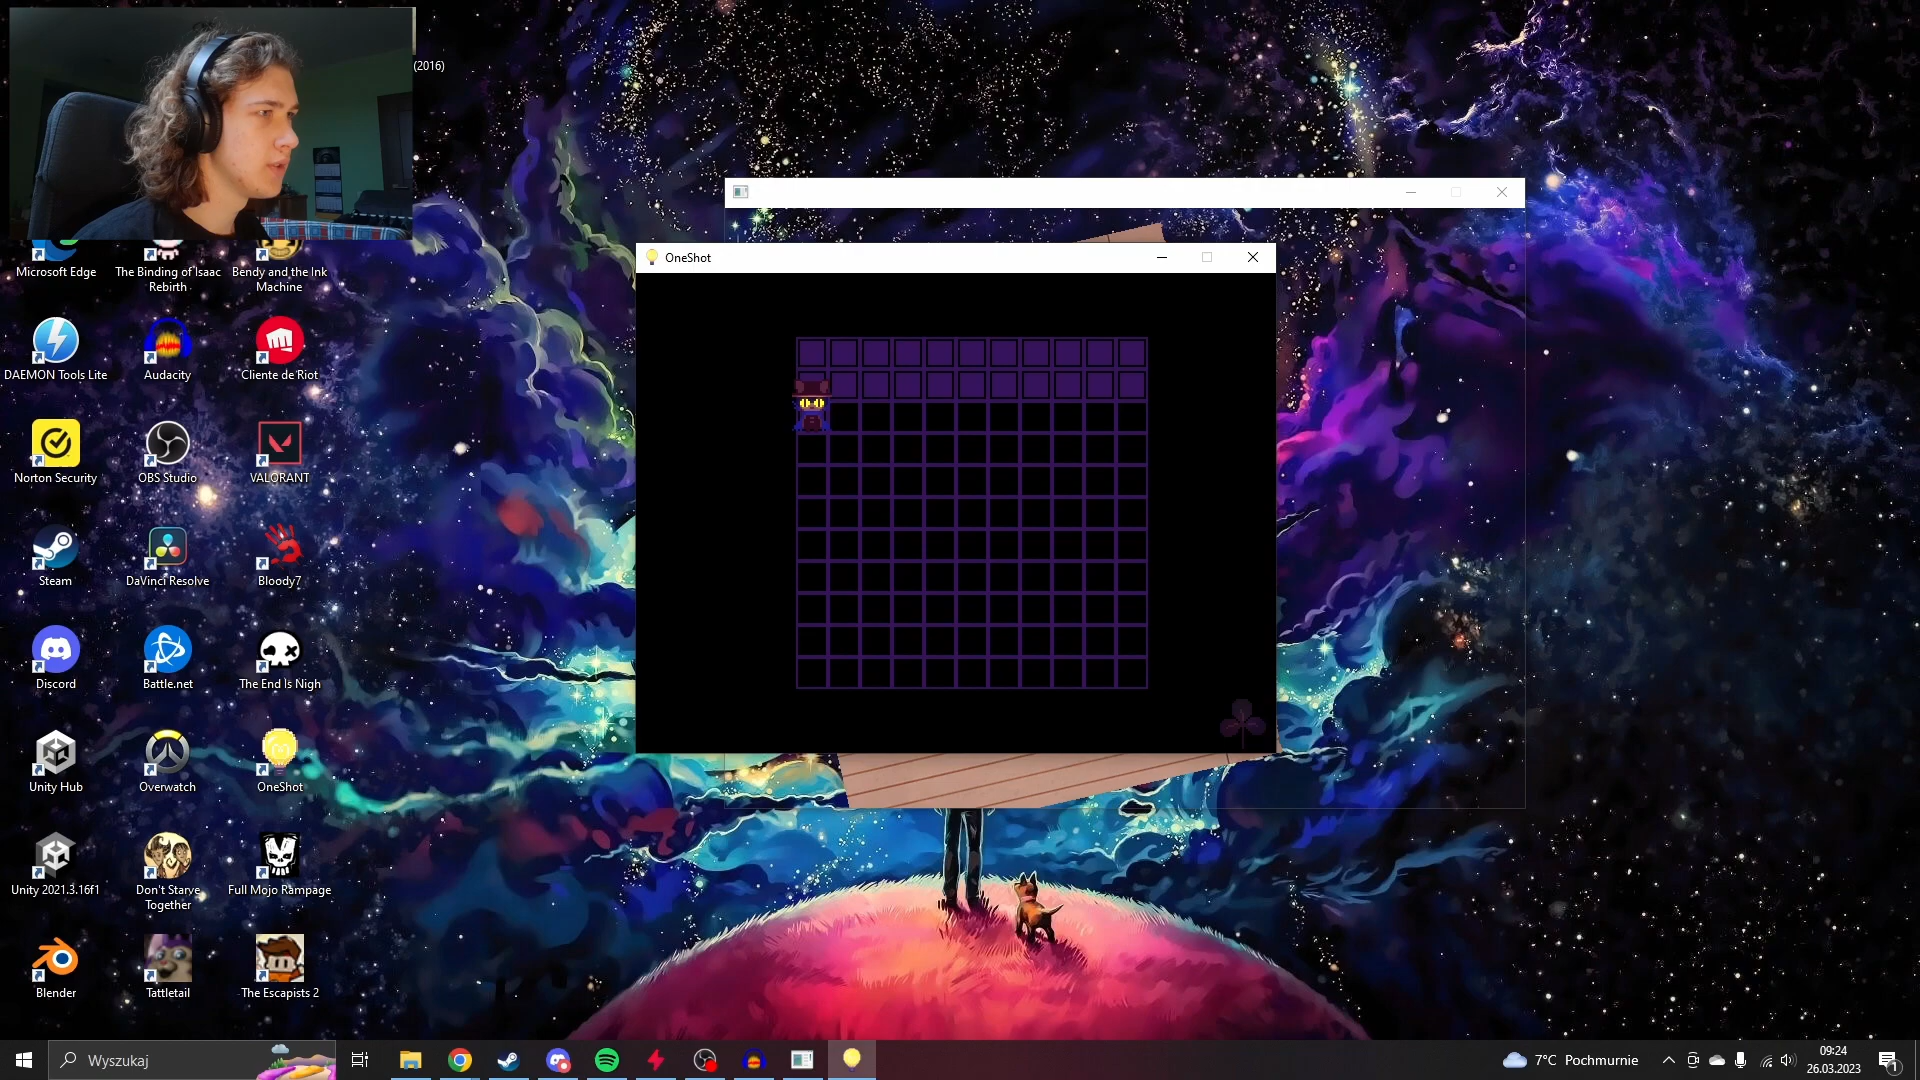 (2016)
OneShot
Microsoft Edge
The Binding of Isaac
Rebirth
Bendy and the Ink
Machine
DAEMON Tools Lite
Audacity
Cliente de Riot
Norton Security
OBS Studio
VALORANT
Steam
DaVinci Resolve
Bloody7
Discord
Battle.net
The End Is Nigh
Unity Hub
Overwatch
OneShot
Unity 2021.3.16f1
Don't Starve
Together
Full Mojo Rampage
Blender
Tattletail
The Escapists 2
Wyszukaj
7°C Pochmurnie
09:24
26.03.2023
1